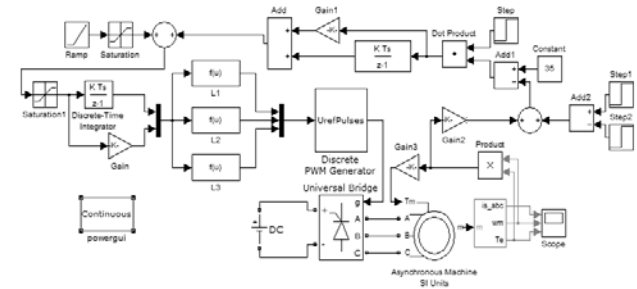 Step
Add
Gain1
-K-
Ramp
Saturation
K Ts
z-1
Dot Product
Add1
Constant
35
Step1
Saturation1
K Ts
z-1
Discrete-Time
Integrator
-K-
Gain
f(u)
L1
f(u)
L2
f(u)
L3
UrefPulses
Discrete
PWM Generator
-K-
Gain2
Add2
Step2
Gain3
-K-
Product
X
Universal Bridge
Continuous
powergui
DC
g
A
B
C
Tm
A
B
C
m
m
is_abc
wm
Te
Scope
Asynchronous Machine
SI Units